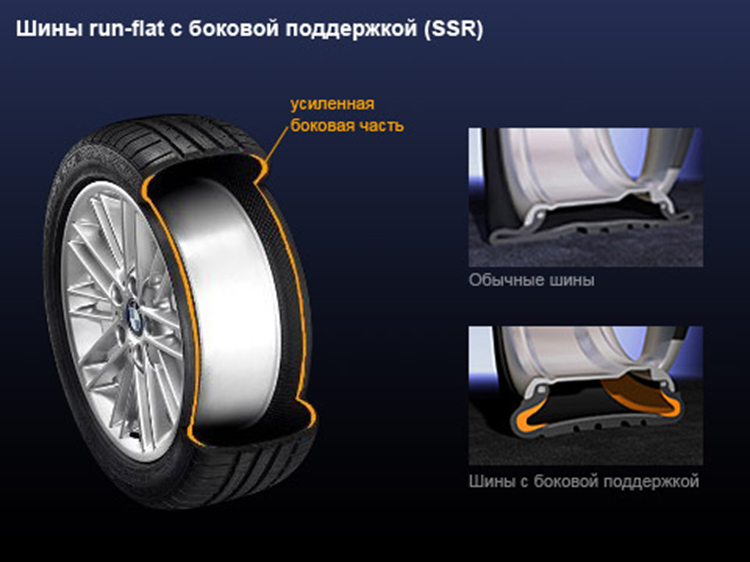 Шины run-flat с боковой поддержкой (SSR)
усиленная
боковая часть
Обычные шины
Шины с боковой поддержкой